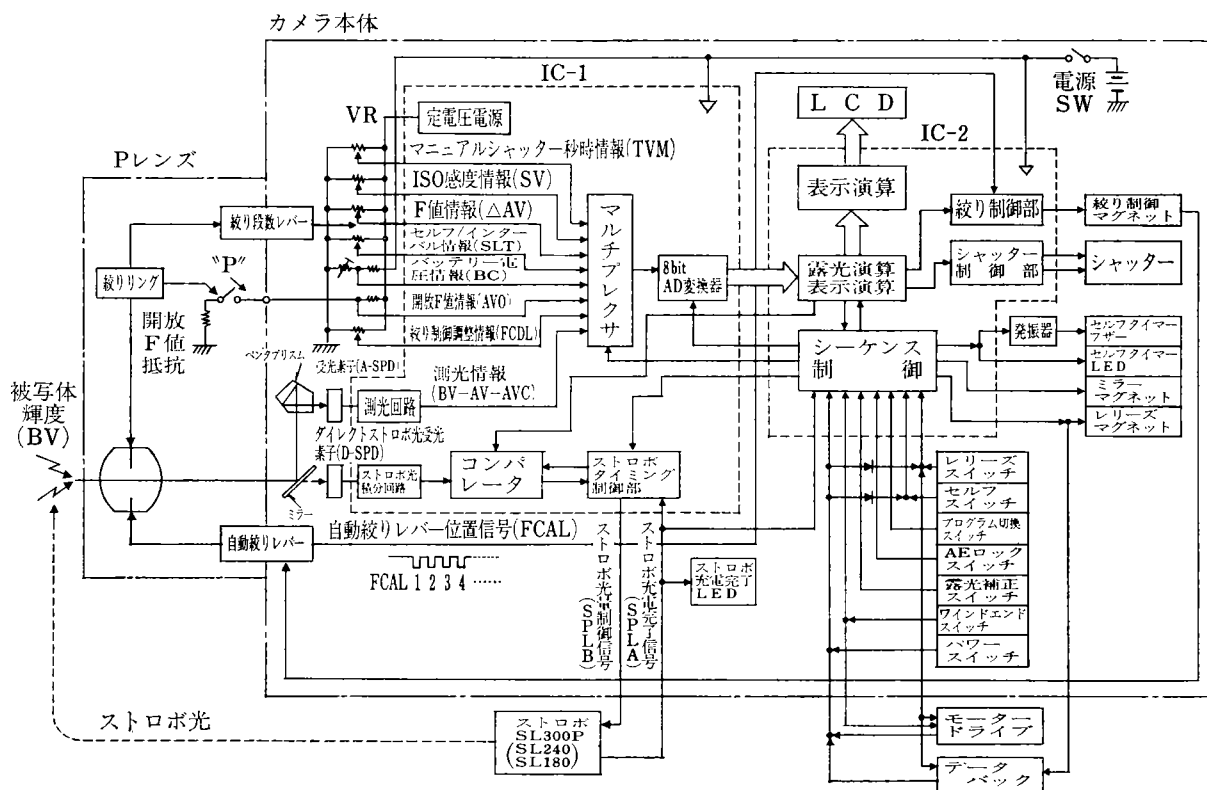 カメラ本体
IC-1
電源
SW
VR
定電圧電源
LCD
IC-2
Pレンズ
マニュアルシャッター秒時情報(TVM)
ISO感度情報(SV)
F値情報(△AV)
セルフ/インター
バル情報(SLT)
バッテリー電
圧情報(BC)
開放F値情報(AVO)
絞り制御調整情報(FCDL)
マルチプレクサ
8bit
AD変換器
表示演算
露光演算
表示演算
絞り制御部
絞り制御
マグネット
シャッター
制御部
シャッター
絞り段数レバー
絞りリング
"P"
開放
F値
抵抗
シーケンス
制御
発振器
セルフタイマー
ブザー
セルフタイマー
LED
ミラー
マグネット
レリーズ
マグネット
ペンタプリズム
受光素子(A-SPD)
測光回路
測光情報
(BV-AV-AVC)
被写体
輝度
(BV)
ダイレクトストロボ光受光
素子(D-SPD)
ストロボ光
積分回路
コンパ
レータ
ストロボ
タイミング
制御部
ミラー
自動絞りレバー
自動絞りレバー位置信号(FCAL)
FCAL 1 2 3 4 ……
ストロボ光量制御信号
(SPLB)
ストロボ充電完了信号
(SPLA)
ストロボ
充電完了
LED
レリーズ
スイッチ
セルフ
スイッチ
プログラム切換
スイッチ
AEロック
スイッチ
露光補正
スイッチ
ワインドエンド
スイッチ
パワー
スイッチ
ストロボ光
ストロボ
SL300P
(SL240)
(SL180)
モーター
ドライブ
データ
バック